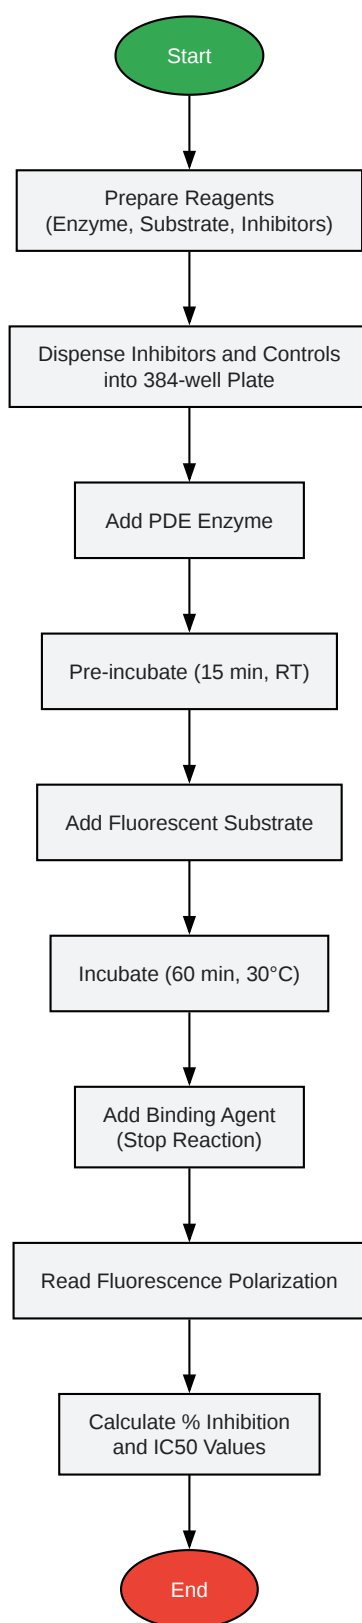 Start
Prepare Reagents
(Enzyme, Substrate, Inhibitors)
Dispense Inhibitors and Controls
into 384-well Plate
Add PDE Enzyme
Pre-incubate (15 min, RT)
Add Fluorescent Substrate
Incubate (60 min, 30°C)
Add Binding Agent
(Stop Reaction)
Read Fluorescence Polarization
Calculate % Inhibition
and IC50 Values
End